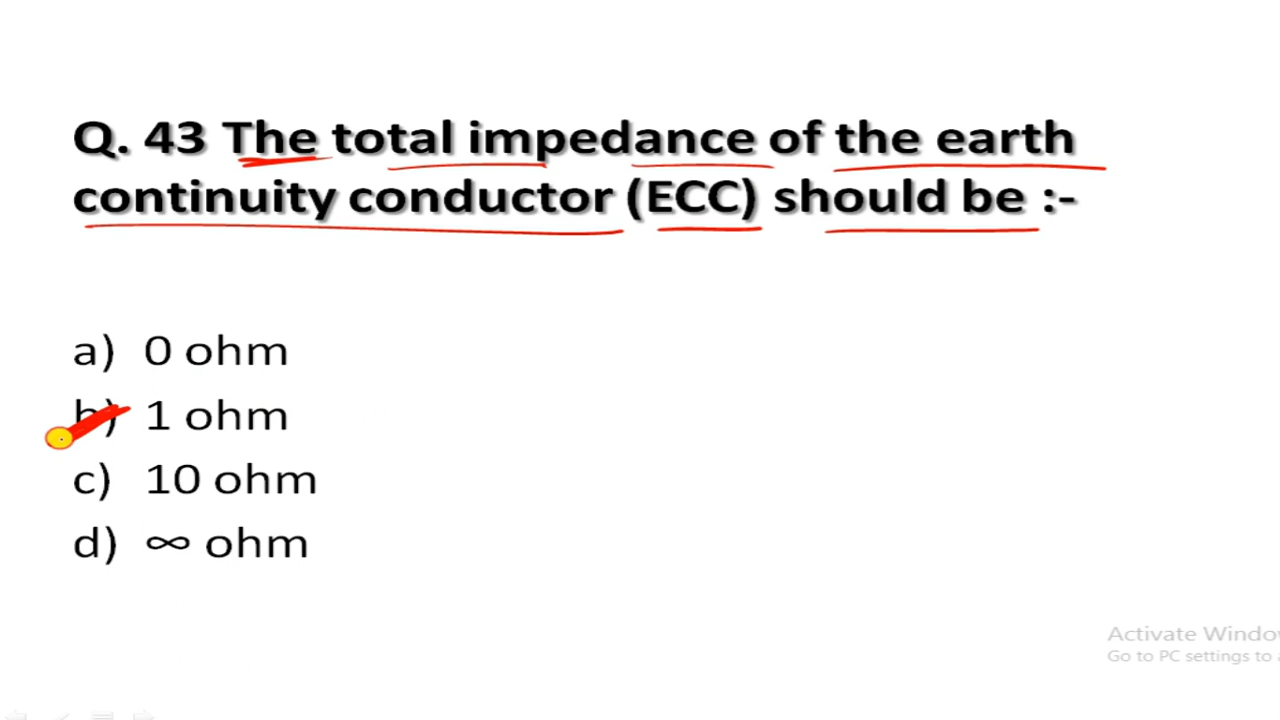 Q. 43 The total impedance of the earth
continuity conductor (ECC) should be :-
a) 0 ohm
b) 1 ohm
c) 10 ohm
d) ∞ ohm
Activate Windo
Go to PC settings to a